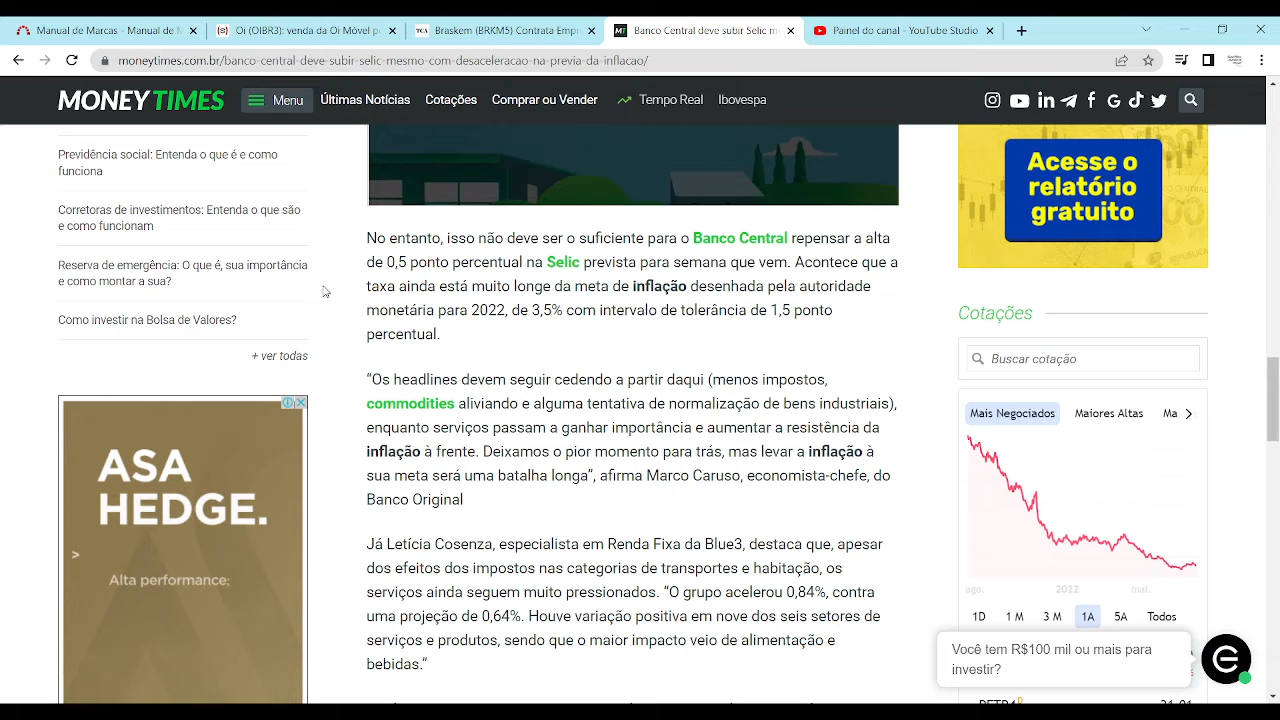 Manual de Marcas – Manual de M
Oi (OIBR3): venda da Oi Móvel po
TCA
Braskem (BRKM5) Contrata Empr
MT
Banco Central deve subir Selic me
Painel do canal - YouTube Studio
moneytimes.com.br/banco-central-deve-subir-selic-mesmo-com-desaceleracao-na-previa-da-inflacao/
MONEY TIMES
Menu
Últimas Notícias
Cotações
Comprar ou Vender
Tempo Real
Ibovespa
Previdência social: Entenda o que é e como
funciona
Corretoras de investimentos: Entenda o que são
e como funcionam
Reserva de emergência: O que é, sua importância
e como montar a sua?
Como investir na Bolsa de Valores?
+ ver todas
ASA
HEDGE.
>
Alta performance;
No entanto, isso não deve ser o suficiente para o Banco Central repensar a alta
de 0,5 ponto percentual na Selic prevista para semana que vem. Acontece que a
taxa ainda está muito longe da meta de inflação desenhada pela autoridade
monetária para 2022, de 3,5% com intervalo de tolerância de 1,5 ponto
percentual.
“Os headlines devem seguir cedendo a partir daqui (menos impostos,
commodities aliviando e alguma tentativa de normalização de bens industriais),
enquanto serviços passam a ganhar importância e aumentar a resistência da
inflação à frente. Deixamos o pior momento para trás, mas levar a inflação à
sua meta será uma batalha longa”, afirma Marco Caruso, economista-chefe, do
Banco Original
Já Letícia Cosenza, especialista em Renda Fixa da Blue3, destaca que, apesar
dos efeitos dos impostos nas categorias de transportes e habitação, os
serviços ainda seguem muito pressionados. “O grupo acelerou 0,84%, contra
uma projeção de 0,64%. Houve variação positiva em nove dos seis setores de
serviços e produtos, sendo que o maior impacto veio de alimentação e
bebidas.“
Acesse o
relatório
gratuito
Cotações
Buscar cotação
Mais Negociados
Maiores Altas
Ma
ago.
2022
mai.
1D
1 M
3 M
1A
5A
Todos
Você tem R$100 mil ou mais para
investir?